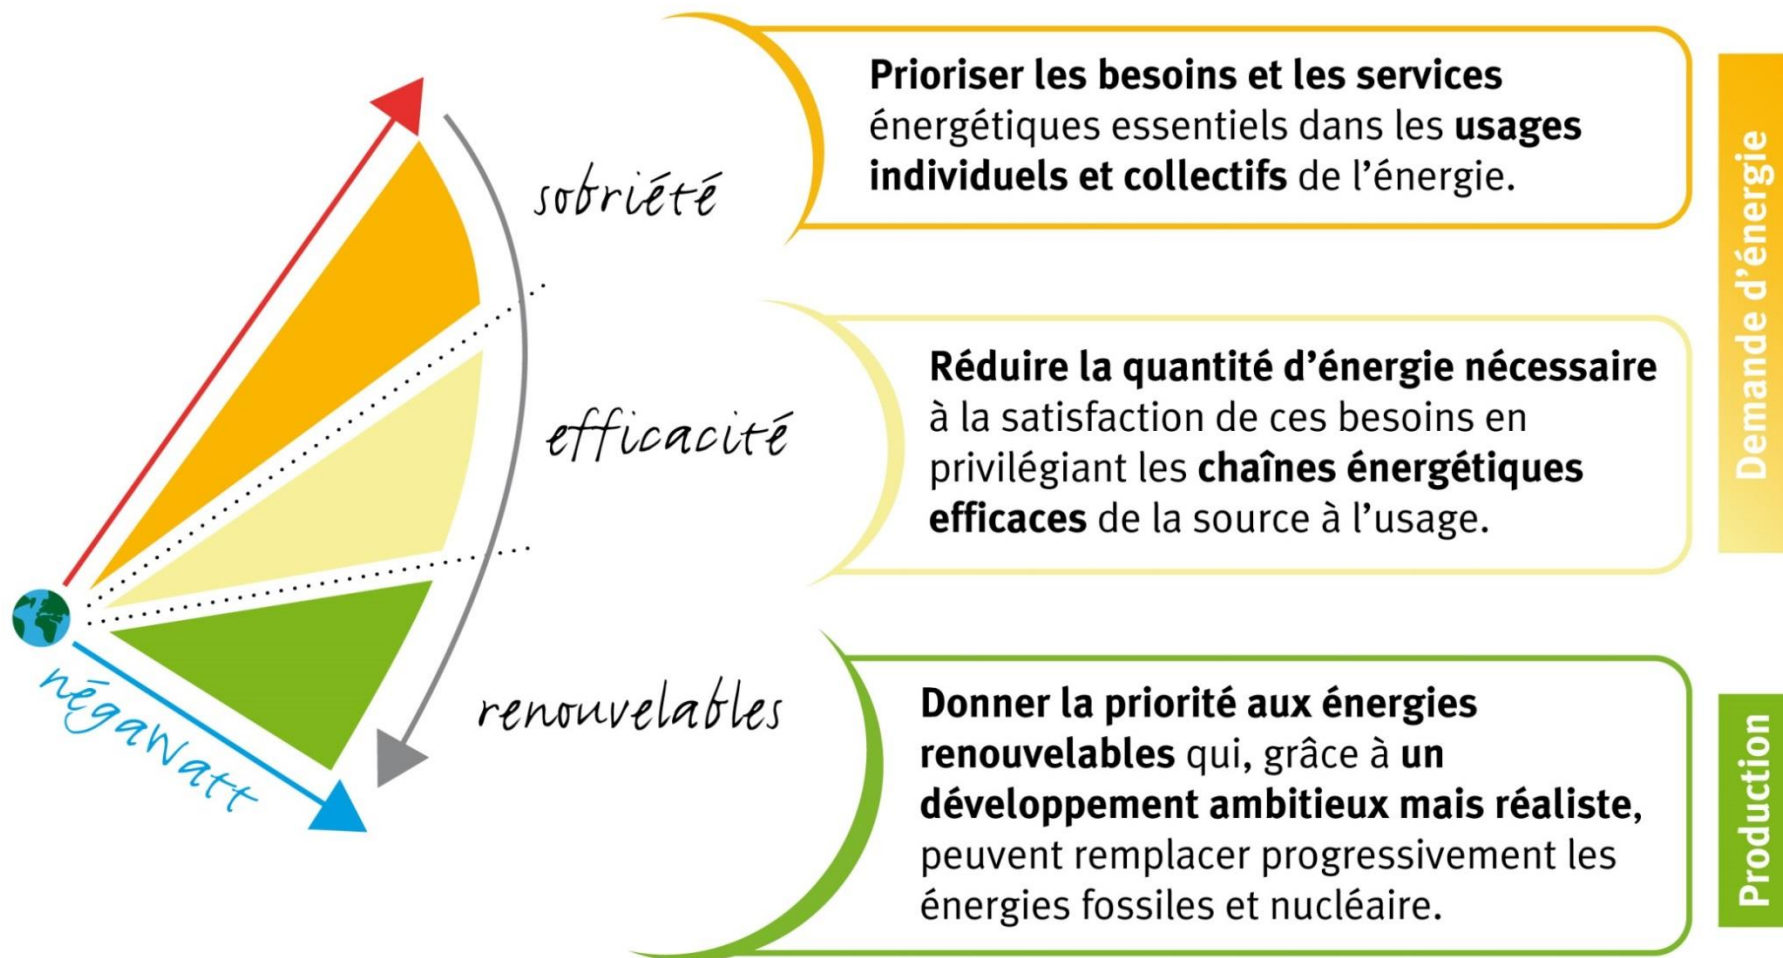 Prioriser les besoins et les services
énergétiques essentiels dans les usages
individuels et collectifs de l'énergie.
sobriété
Réduire la quantité d'énergie nécessaire
à la satisfaction de ces besoins en
privilégiant les chaînes énergétiques
efficaces de la source à l'usage.
efficacité
Demande d'énergie
Donner la priorité aux énergies
renouvelables qui, grâce à un
développement ambitieux mais réaliste,
peuvent remplacer progressivement les
énergies fossiles et nucléaire.
renouvelables
négaWatt
Production